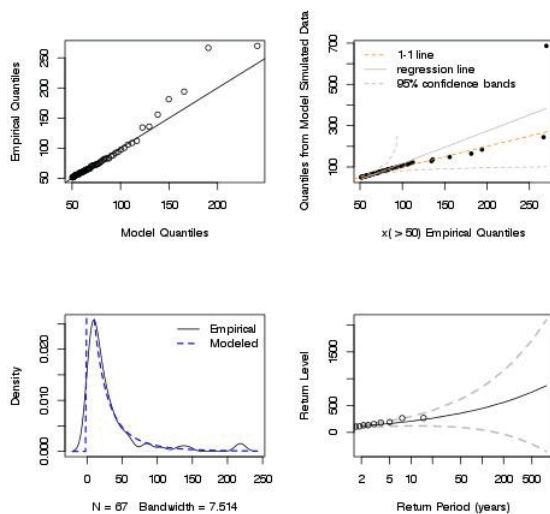 Empirical Quantiles
50 100 150 200 250
50 100 150 200
Model Quantiles
Quantiles from Model Simulated Data
100 300 500 700
1-1 line
regression line
95% confidence bands
50 100 150 200 250
x( > 50) Empirical Quantiles
Density
0.000 0.010 0.020
Empirical
Modeled
0 50 100 150 200 250
N = 67 Bandwidth = 7.514
Return Level
0 500 1500
2 5 10 50 200 500
Return Period (years)